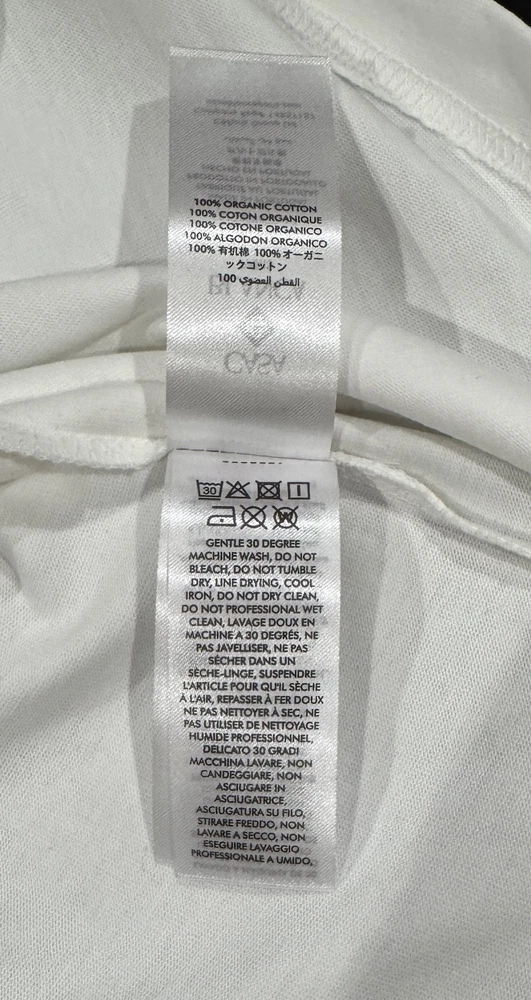 100% ORGANIC COTTON
100% COTON ORGANIQUE
100% COTONE ORGANICO
100% ALGODON ORGANICO
100% 有机棉 100% オーガニ
ックコットン
القطن العضوي 100
BLANCA
CASA
30
W
GENTLE 30 DEGREE
MACHINE WASH, DO NOT
BLEACH, DO NOT TUMBLE
DRY, LINE DRYING, COOL
IRON, DO NOT DRY CLEAN,
DO NOT PROFESSIONAL WET
CLEAN, LAVAGE DOUX EN
MACHINE A 30 DEGRÉS, NE
PAS JAVELLISER, NE PAS
SÉCHER DANS UN
SÈCHE-LINGE, SUSPENDRE
L'ARTICLE POUR QU'IL SÈCHE
À L'AIR, REPASSER À FER DOUX
NE PAS NETTOYER À SEC, NE
PAS UTILISER DE NETTOYAGE
HUMIDE PROFESSIONNEL,
DELICATO 30 GRADI
MACCHINA LAVARE, NON
CANDEGGIARE, NON
ASCIUGARE IN
ASCIUGATRICE,
ASCIUGATURA SU FILO,
STIRARE FREDDO, NON
LAVARE A SECCO, NON
ESEGUIRE LAVAGGIO
PROFESSIONALE A UMIDO,